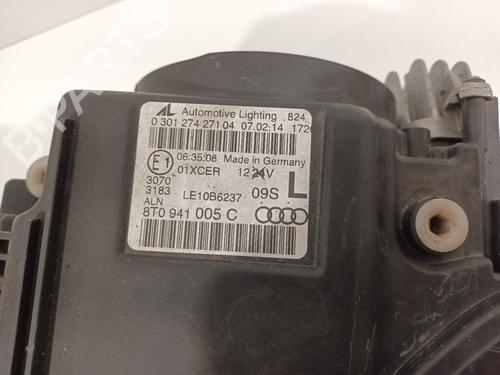 B-PARTS
AL Automotive Lighting 824
0 301 274 271 04 07.02:14 172
E1 06:35:08 Made in Germany
01XCER 12 24V
3070
3183 LE10B6237 09S L
ALN
8T0 941 005 C